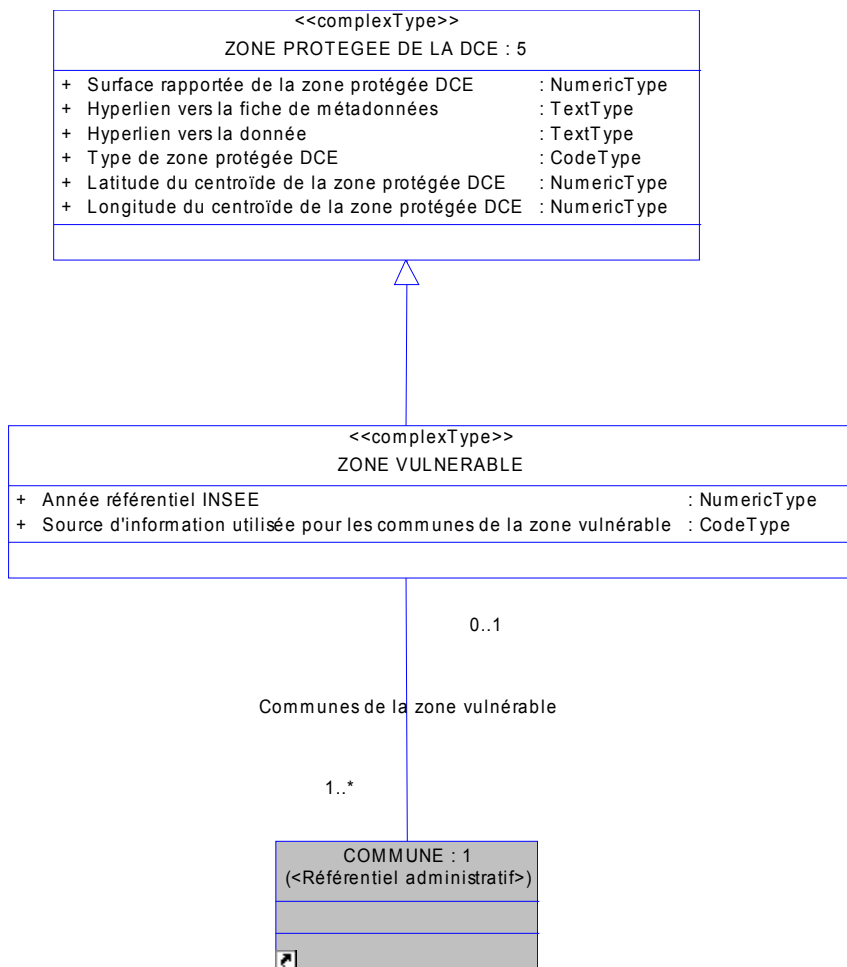 <<complexType>>
ZONE PROTEGEE DE LA DCE : 5
+ Surface rapportée de la zone protégée DCE : NumericType
+ Hyperlien vers la fiche de métadonnées : TextType
+ Hyperlien vers la donnée : TextType
+ Type de zone protégée DCE : CodeType
+ Latitude du centroïde de la zone protégée DCE : NumericType
+ Longitude du centroïde de la zone protégée DCE : NumericType
<<complexType>>
ZONE VULNERABLE
+ Année référentiel INSEE : NumericType
+ Source d'information utilisée pour les communes de la zone vulnérable : CodeType
0..1
Communes de la zone vulnérable
1..*
COMMUNE : 1
(<Référentiel administratif>)